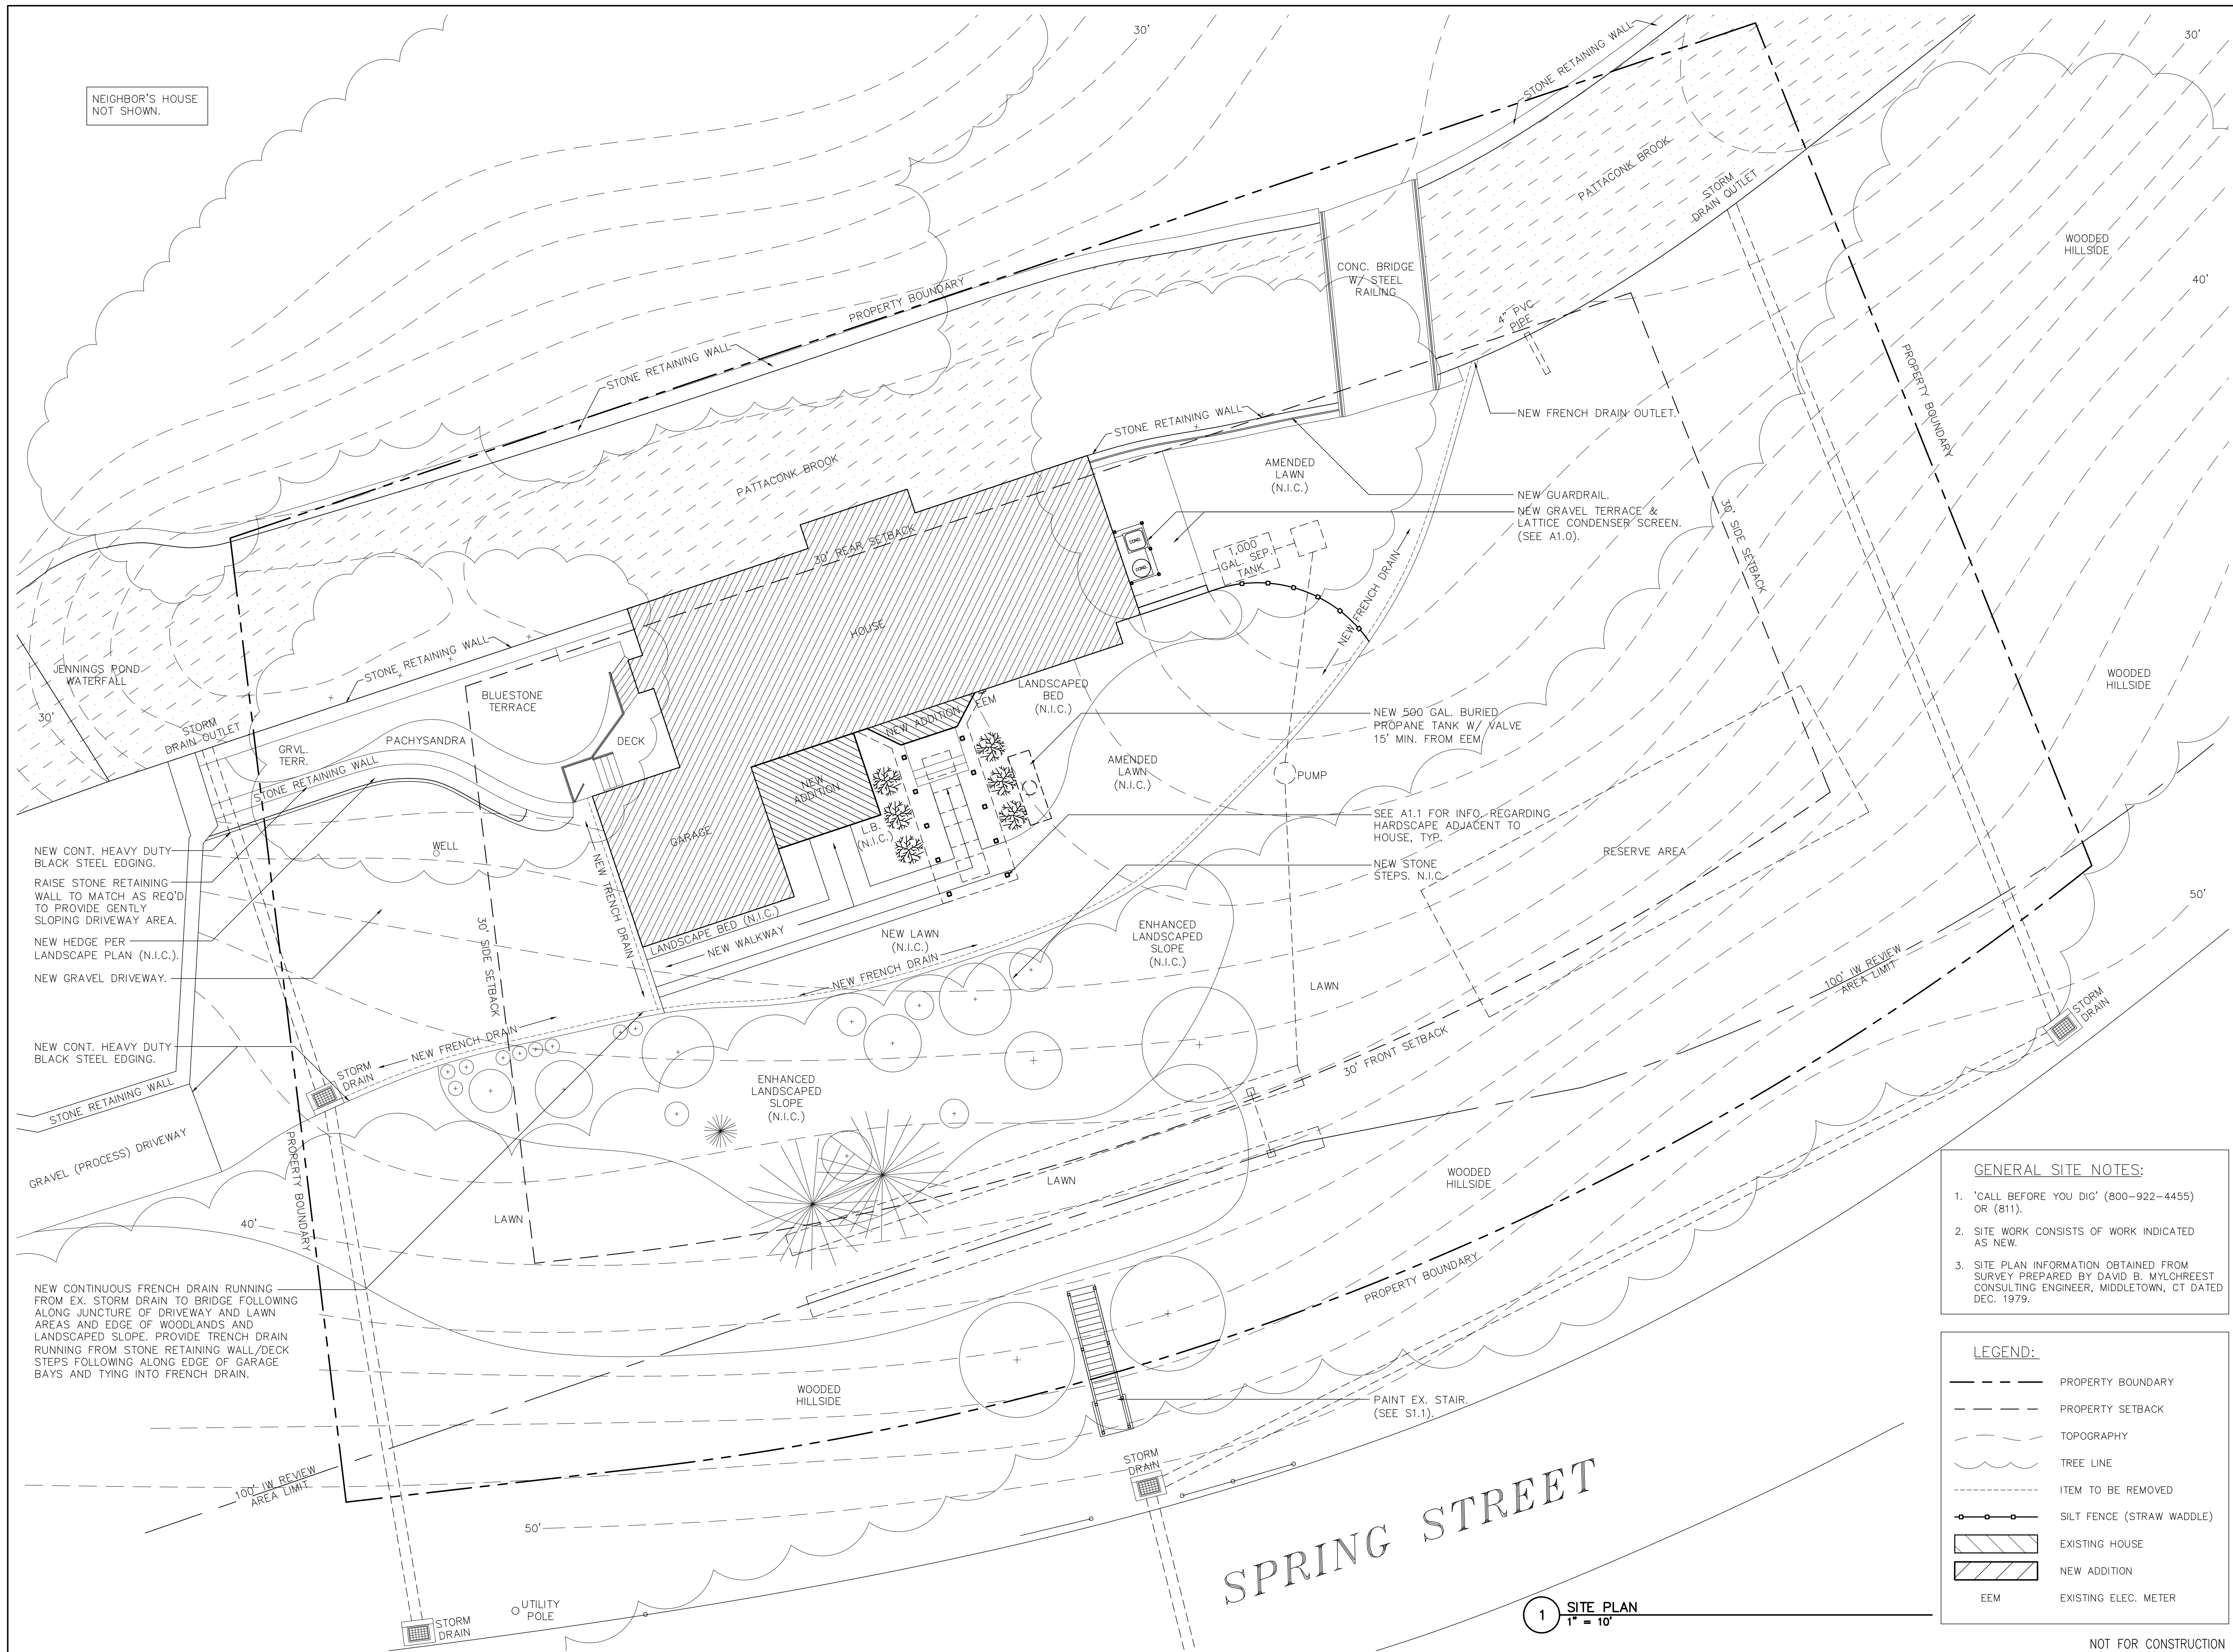 30'
30'
NEIGHBOR'S HOUSE
NOT SHOWN.
STONE RETAINING WALL
PATTACONK BROOK
STORM
DRAIN OUTLET
WOODED
HILLSIDE
40'
CONC. BRIDGE
W/ STEEL
RAILING
PROPERTY BOUNDARY
4" PVC
PIPE
STONE RETAINING WALL
PROPERTY BOUNDARY
STONE RETAINING WALL
NEW FRENCH DRAIN OUTLET.
PATTACONK BROOK
AMENDED
LAWN
(N.I.C.)
NEW GUARDRAIL.
NEW GRAVEL TERRACE &
LATTICE CONDENSER SCREEN.
(SEE A1.0).
30' SIDE SETBACK
30' REAR SETBACK
COND.
COND.
1,000
GAL. SEP.
TANK
NEW FRENCH DRAIN
HOUSE
JENNINGS POND
WATERFALL
30'
STONE RETAINING WALL
BLUESTONE
TERRACE
STORM
DRAIN OUTLET
GRVL.
TERR.
PACHYSANDRA
DECK
STONE RETAINING WALL
NEW ADDITION
EEM
LANDSCAPED
BED
(N.I.C.)
NEW 500 GAL. BURIED
PROPANE TANK W/ VALVE
15' MIN. FROM EEM.
WOODED
HILLSIDE
NEW
ADDITION
AMENDED
LAWN
(N.I.C.)
PUMP
L.B.
(N.I.C.)
GARAGE
SEE A1.1 FOR INFO. REGARDING
HARDSCAPE ADJACENT TO
HOUSE, TYP.
RESERVE AREA
NEW STONE
STEPS. N.I.C.
50'
NEW CONT. HEAVY DUTY
BLACK STEEL EDGING.
WELL
RAISE STONE RETAINING
WALL TO MATCH AS REQ'D.
TO PROVIDE GENTLY
SLOPING DRIVEWAY AREA.
NEW HEDGE PER
LANDSCAPE PLAN (N.I.C.).
NEW GRAVEL DRIVEWAY.
30' SIDE SETBACK
NEW TRENCH DRAIN
LANDSCAPE BED (N.I.C.)
NEW WALKWAY
NEW LAWN
(N.I.C.)
NEW FRENCH DRAIN
ENHANCED
LANDSCAPED
SLOPE
(N.I.C.)
LAWN
100' IW REVIEW
AREA LIMIT
STORM
DRAIN
NEW CONT. HEAVY DUTY
BLACK STEEL EDGING.
NEW FRENCH DRAIN
STORM
DRAIN
30' FRONT SETBACK
STONE RETAINING WALL
GRAVEL (PROCESS) DRIVEWAY
ENHANCED
LANDSCAPED
SLOPE
(N.I.C.)
PROPERTY BOUNDARY
WOODED
HILLSIDE
LAWN
LAWN
40'
PROPERTY BOUNDARY
NEW CONTINUOUS FRENCH DRAIN RUNNING
FROM EX. STORM DRAIN TO BRIDGE FOLLOWING
ALONG JUNCTURE OF DRIVEWAY AND LAWN
AREAS AND EDGE OF WOODLANDS AND
LANDSCAPED SLOPE. PROVIDE TRENCH DRAIN
RUNNING FROM STONE RETAINING WALL/DECK
STEPS FOLLOWING ALONG EDGE OF GARAGE
BAYS AND TYING INTO FRENCH DRAIN.
WOODED
HILLSIDE
PAINT EX. STAIR.
(SEE S1.1).
100' IW REVIEW
AREA LIMIT
STORM
DRAIN
50'
SPRING STREET
UTILITY
POLE
STORM
DRAIN
1
SITE PLAN
1" = 10'
GENERAL SITE NOTES:
1. 'CALL BEFORE YOU DIG' (800-922-4455)
OR (811).
2. SITE WORK CONSISTS OF WORK INDICATED
AS NEW.
3. SITE PLAN INFORMATION OBTAINED FROM
SURVEY PREPARED BY DAVID B. MYLCHREEST
CONSULTING ENGINEER, MIDDLETOWN, CT DATED
DEC. 1979.
LEGEND:
PROPERTY BOUNDARY
PROPERTY SETBACK
TOPOGRAPHY
TREE LINE
ITEM TO BE REMOVED
SILT FENCE (STRAW WADDLE)
EXISTING HOUSE
NEW ADDITION
EEM EXISTING ELEC. METER
NOT FOR CONSTRUCTION